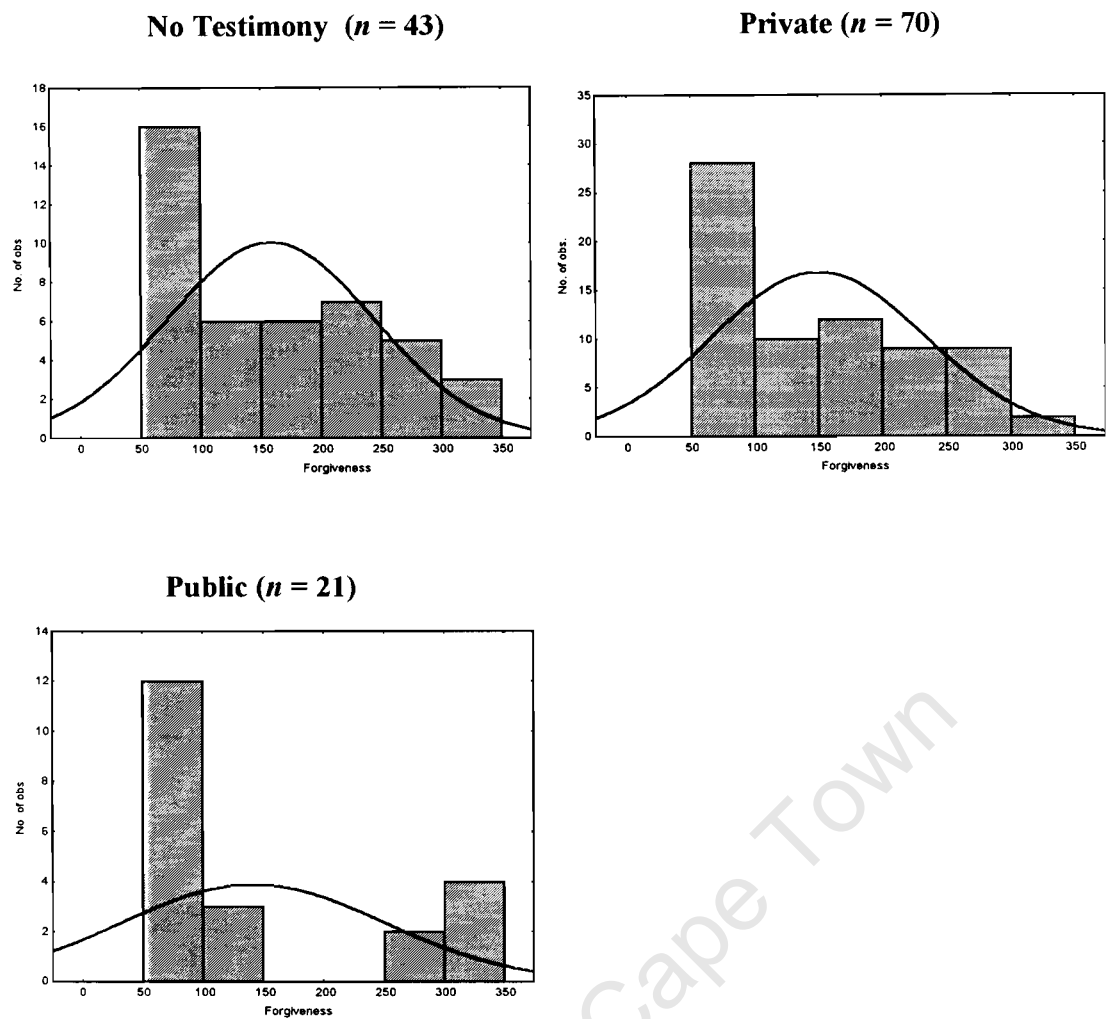 No Testimony (n = 43)
18
16
14
12
10
8
6
4
2
0
No. of obs
0 50 100 150 200 250 300 350
Forgiveness
Private (n = 70)
35
30
25
20
15
10
5
0
No. of obs.
0 50 100 150 200 250 300 350
Forgiveness
Public (n = 21)
14
12
10
8
6
4
2
0
No of obs
0 50 100 150 200 250 300 350
Forgiveness
Cape Town